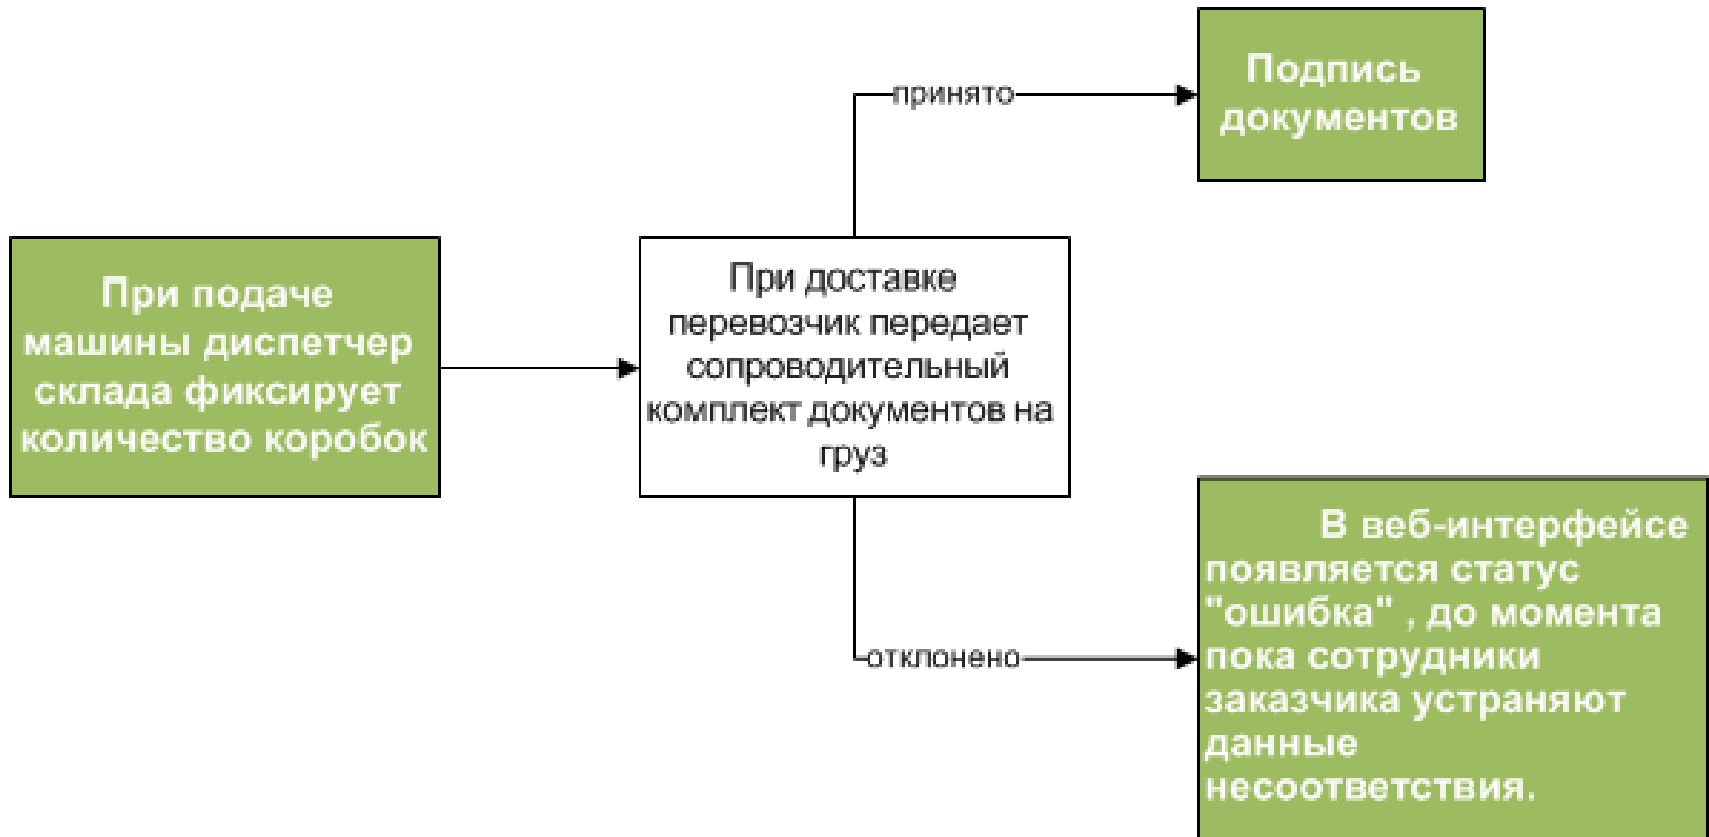 При подаче
машины диспетчер
склада фиксирует
количество коробок
При доставке
перевозчик передает
сопроводительный
комплект документов на
груз
принято
Подпись
документов
отклонено
В веб-интерфейсе
появляется статус
"ошибка" , до момента
пока сотрудники
заказчика устраняют
данные
несоответствия.